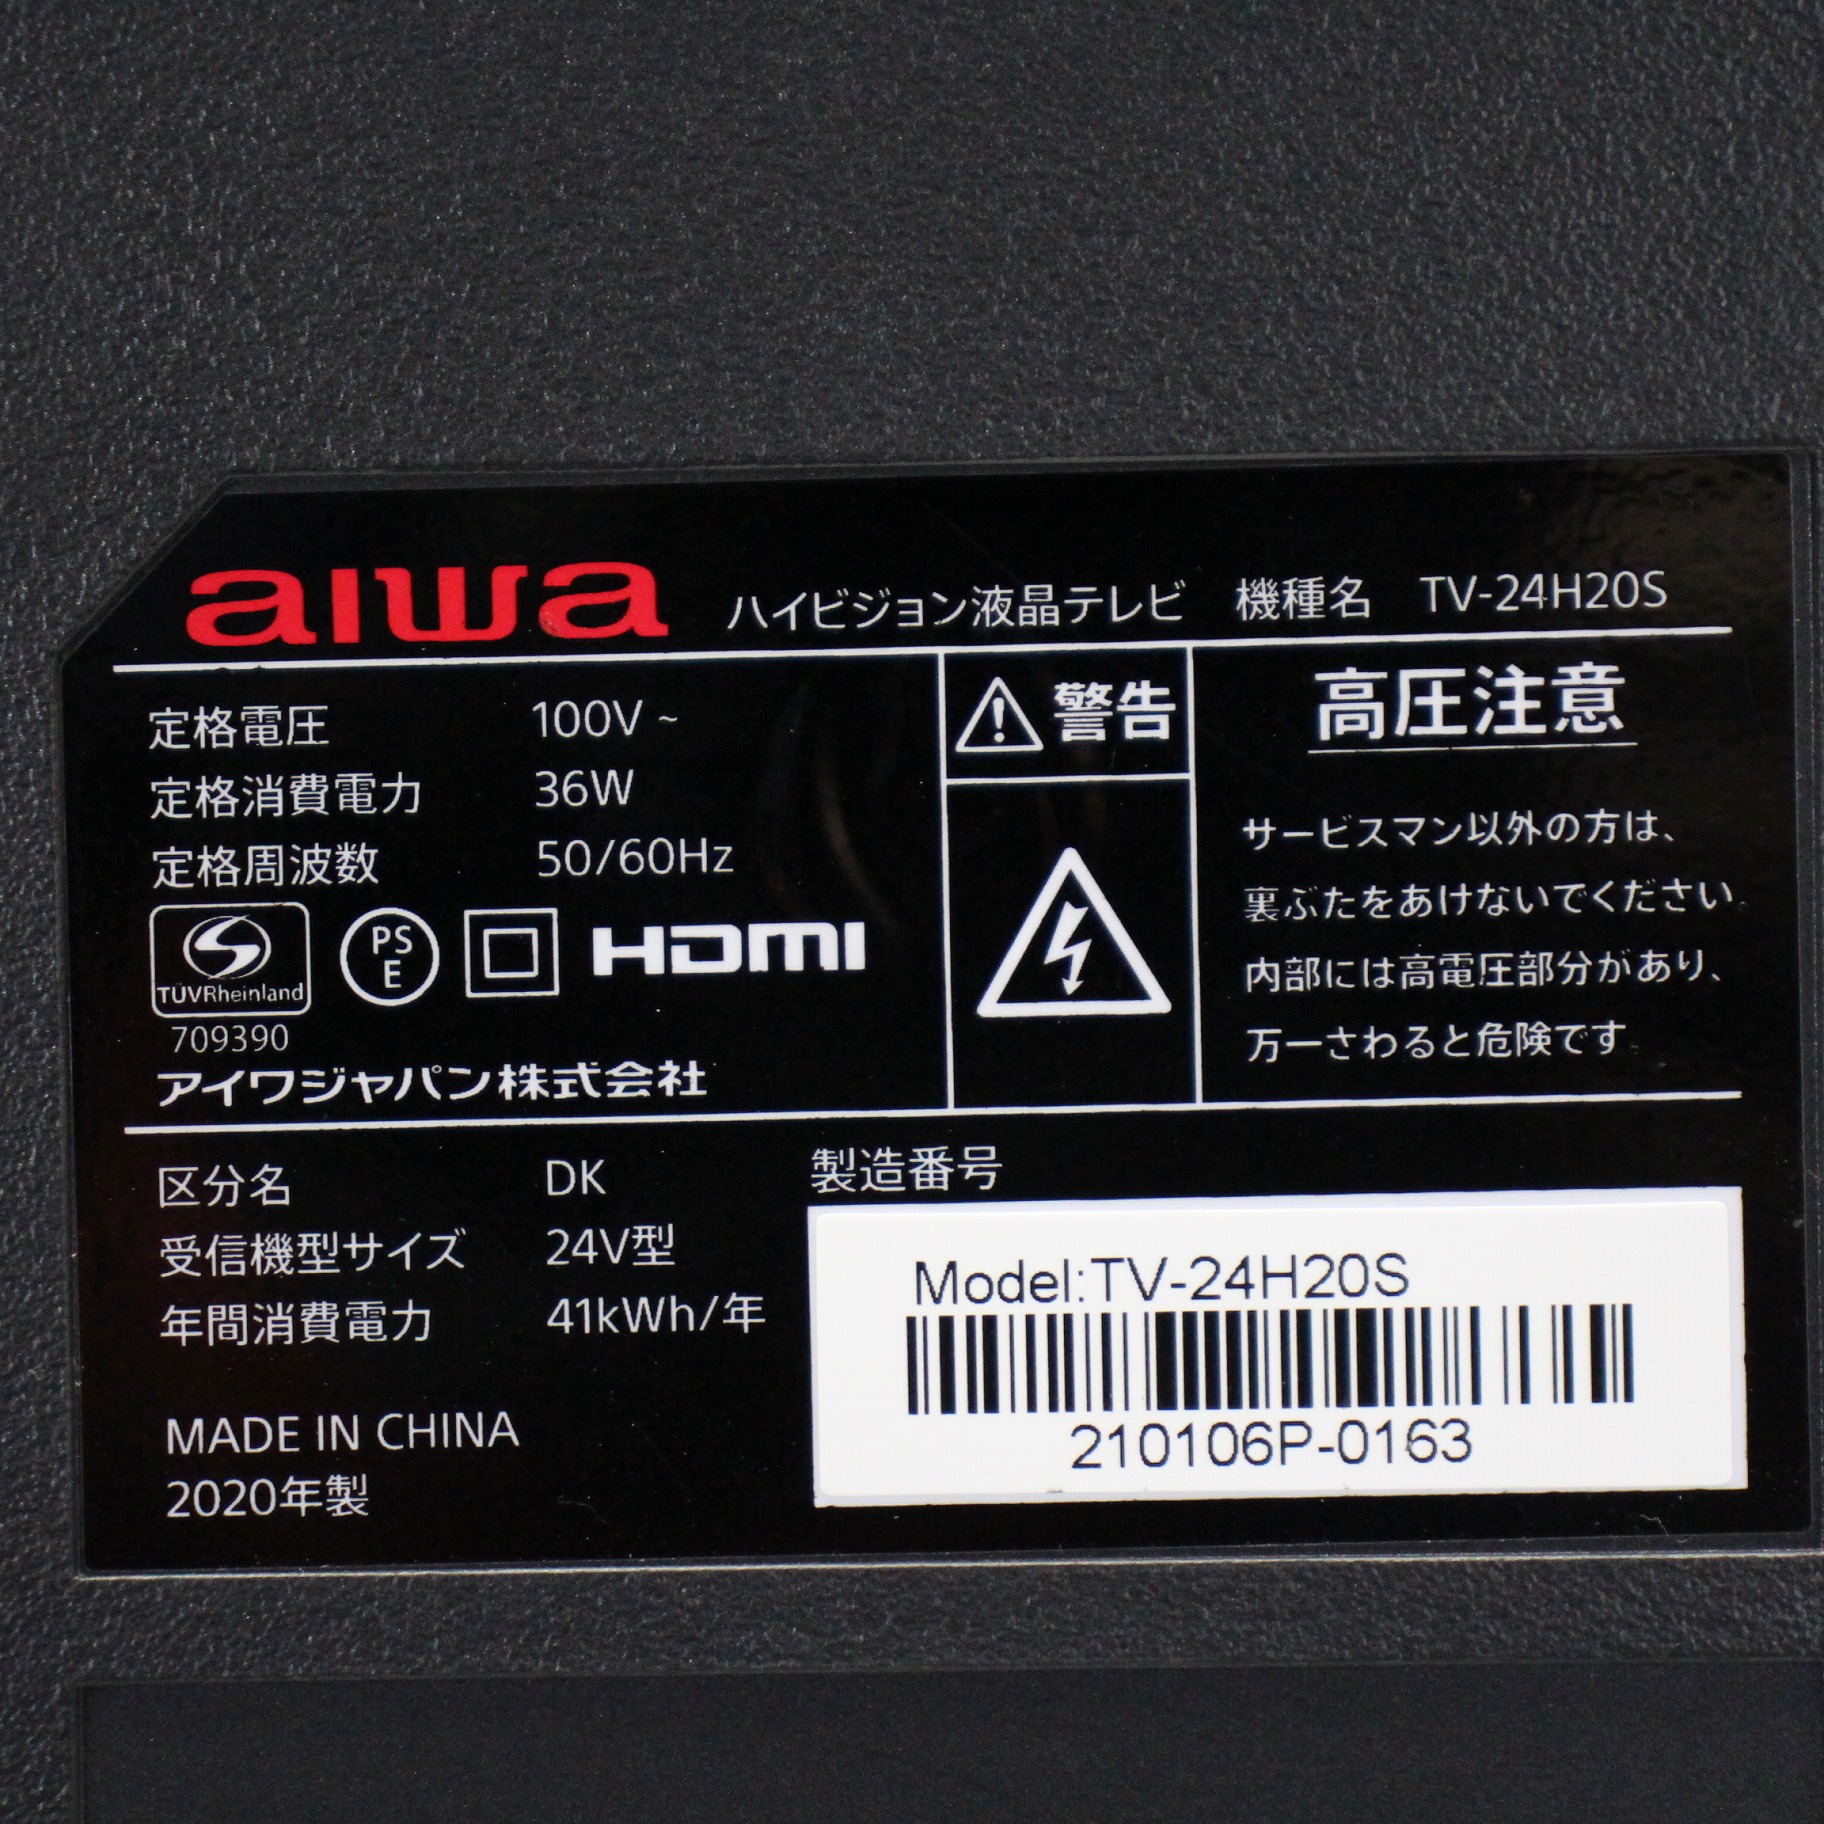 aiwa ハイビジョン液晶テレビ 機種名 TV-24H20S
定格電圧 100V ~
定格消費電力 36W
定格周波数 50/60Hz
TÜVRheinland
709390
PS
E
HDMI
アイワジャパン株式会社
警告
高圧注意
サービスマン以外の方は、
裏ぶたをあけないでください。
内部には高電圧部分があり、
万一さわると危険です。
区分名 DK
受信機型サイズ 24V型
年間消費電力 41kWh/年
MADE IN CHINA
2020年製
製造番号
Model:TV-24H20S
210106P-0163